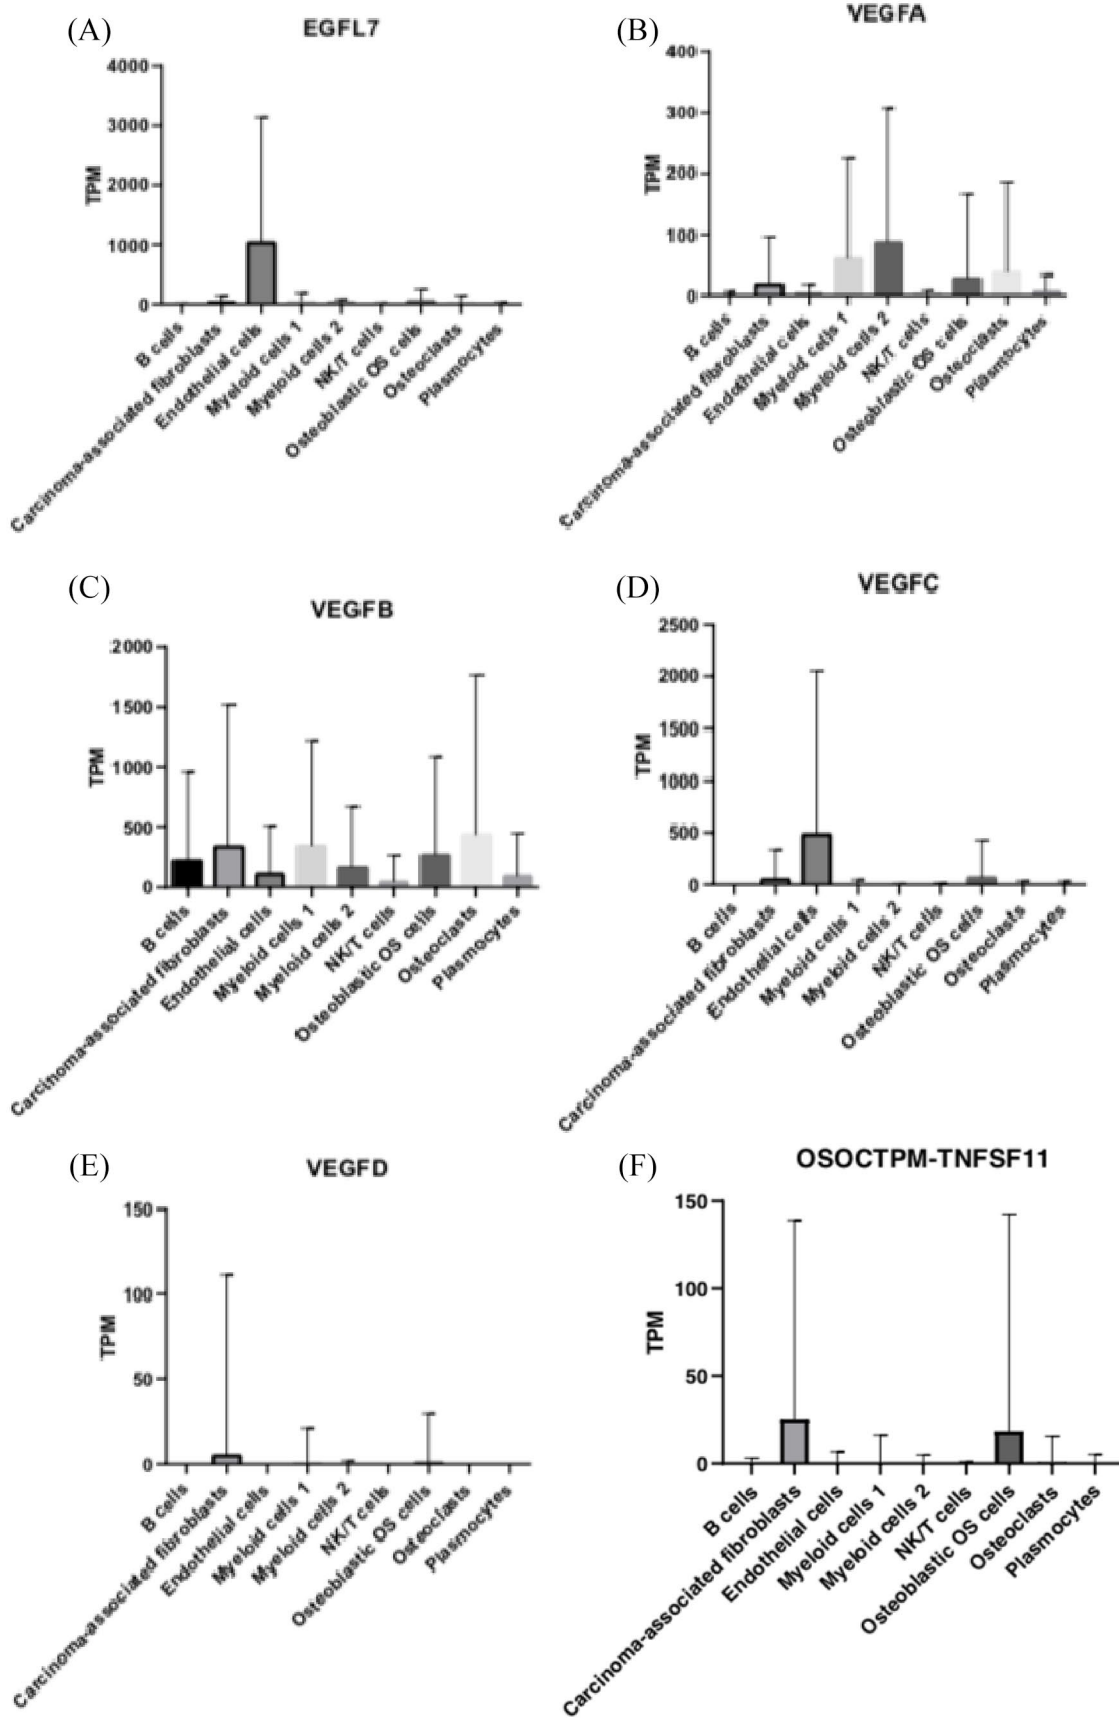 (A)
EGFL7
4000
3000
2000
1000
0
TPM
B cells
Carcinoma-associated fibroblasts
Endothelial cells
Myeloid cells 1
Myeloid cells 2
NK/T cells
Osteoblastic OS cells
Osteoclasts
Plasmocytes
(B)
VEGFA
400
300
200
100
0
TPM
B cells
Carcinoma-associated fibroblasts
Endothelial cells
Myeloid cells 1
Myeloid cells 2
NK/T cells
Osteoblastic OS cells
Osteoclasts
Plasmocytes
(C)
VEGFB
2000
1500
1000
500
0
TPM
B cells
Carcinoma-associated fibroblasts
Endothelial cells
Myeloid cells 1
Myeloid cells 2
NK/T cells
Osteoblastic OS cells
Osteoclasts
Plasmocytes
(D)
VEGFC
2500
2000
1500
1000
500
0
TPM
B cells
Carcinoma-associated fibroblasts
Endothelial cells
Myeloid cells 1
Myeloid cells 2
NK/T cells
Osteoblastic OS cells
Osteoclasts
Plasmocytes
(E)
VEGFD
150
100
50
0
TPM
B cells
Carcinoma-associated fibroblasts
Endothelial cells
Myeloid cells 1
Myeloid cells 2
NK/T cells
Osteoblastic OS cells
Osteoclasts
Plasmocytes
(F)
OSOCTPM-TNFSF11
150
100
50
0
TPM
B cells
Carcinoma-associated fibroblasts
Endothelial cells
Myeloid cells 1
Myeloid cells 2
NK/T cells
Osteoblastic OS cells
Osteoclasts
Plasmocytes